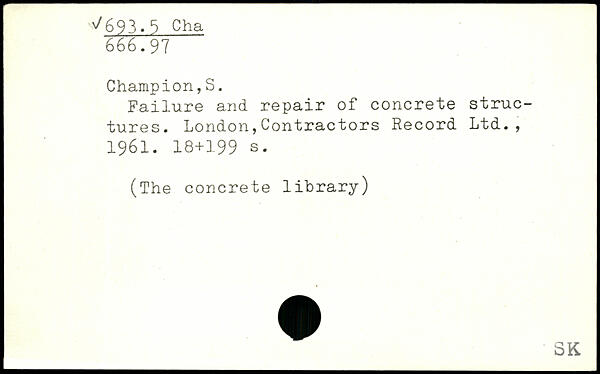 ✓693.5 Cha
666.97
Champion,S.
Failure and repair of concrete struc-
tures. London,Contractors Record Ltd.,
1961. 18+199 s.
(The concrete library)
SK